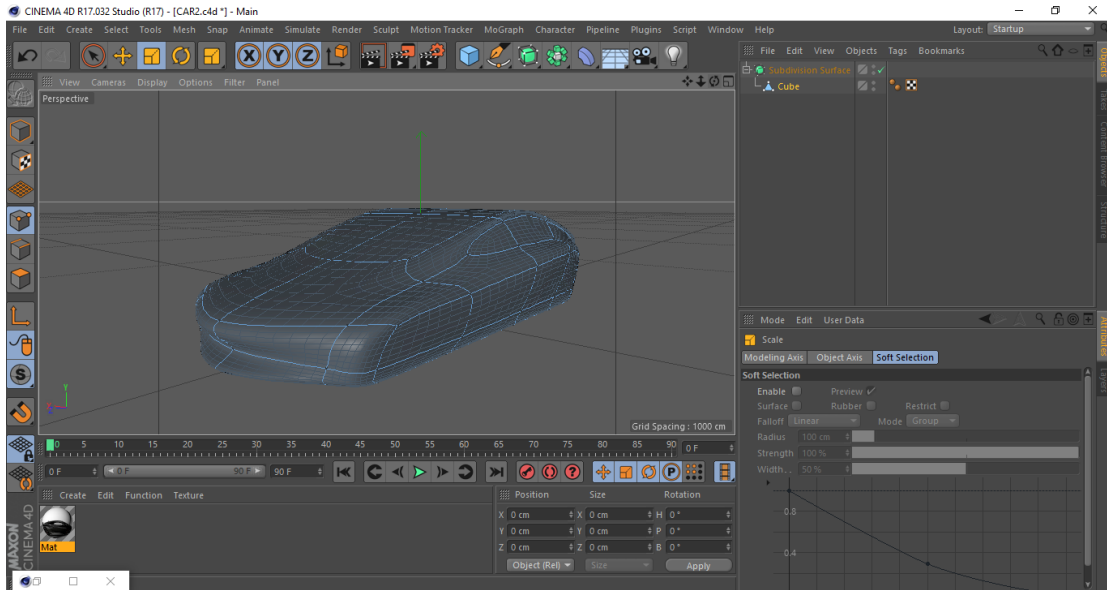 CINEMA 4D R17.032 Studio (R17) - [CAR2.c4d *] - Main
File Edit Create Select Tools Mesh Snap Animate Simulate Render Sculpt Motion Tracker MoGraph Character Pipeline Plugins Script Window Help Layout: Startup
X Y Z
File Edit View Objects Tags Bookmarks
View Cameras Display Options Filter Panel
Perspective
Subdivision Surface
Cube
Objects
Takes
Content Browser
Structure
Y
Grid Spacing : 1000 cm
Mode Edit User Data
Scale
Modeling Axis Object Axis Soft Selection
Soft Selection
Enable Preview
Surface Rubber Restrict
Falloff Linear Mode Group
Radius 100 cm
Strength 100 %
Width. . 50 %
0.8
0.4
Attributes
Layers
S
0 5 10 15 20 25 30 35 40 45 50 55 60 65 70 75 80 85 90 0 F
0 F 0 F 90 F 90 F ? P
Create Edit Function Texture
Mat
MAXON
CINEMA 4D
Position Size Rotation
X 0 cm X 0 cm H 0 °
Y 0 cm Y 0 cm P 0 °
Z 0 cm Z 0 cm B 0 °
Object (Rel) Size Apply